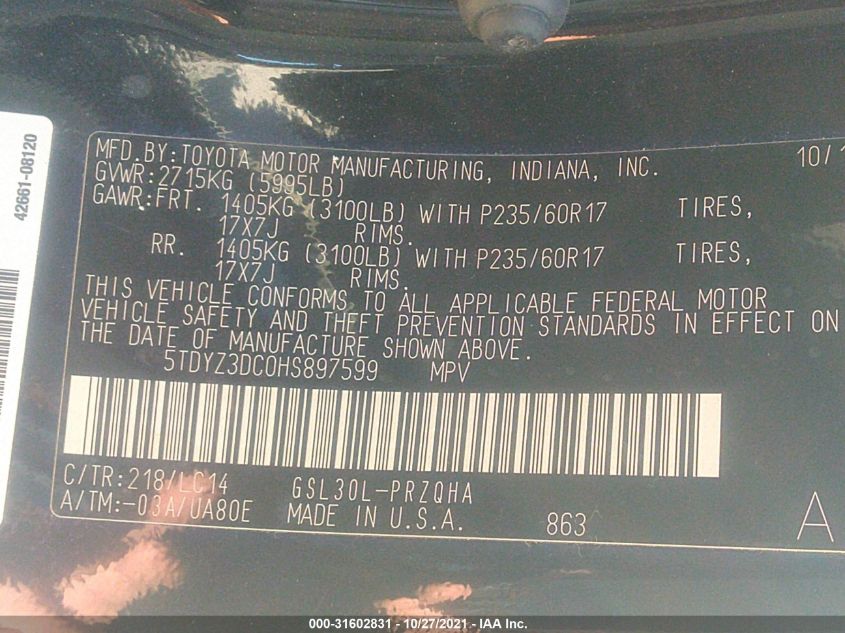 42661-08120
MFD.BY:TOYOTA MOTOR MANUFACTURING, INDIANA, INC. 10/1
GVWR:2715KG (5995LB)
GAWR:FRT. 1405KG (3100LB) WITH P235/60R17 TIRES,
17X7J RIMS.
RR. 1405KG (3100LB) WITH P235/60R17 TIRES,
17X7J RIMS.
THIS VEHICLE CONFORMS TO ALL APPLICABLE FEDERAL MOTOR
VEHICLE SAFETY AND THEFT PREVENTION STANDARDS IN EFFECT ON
THE DATE OF MANUFACTURE SHOWN ABOVE.
5TDYZ3DC0HS897599 MPV
C/TR:218/LC14 GSL30L-PRZQHA
A/TM:-03A/UA80E MADE IN U.S.A. 863 A
000-31602831 - 10/27/2021 - IAA Inc.